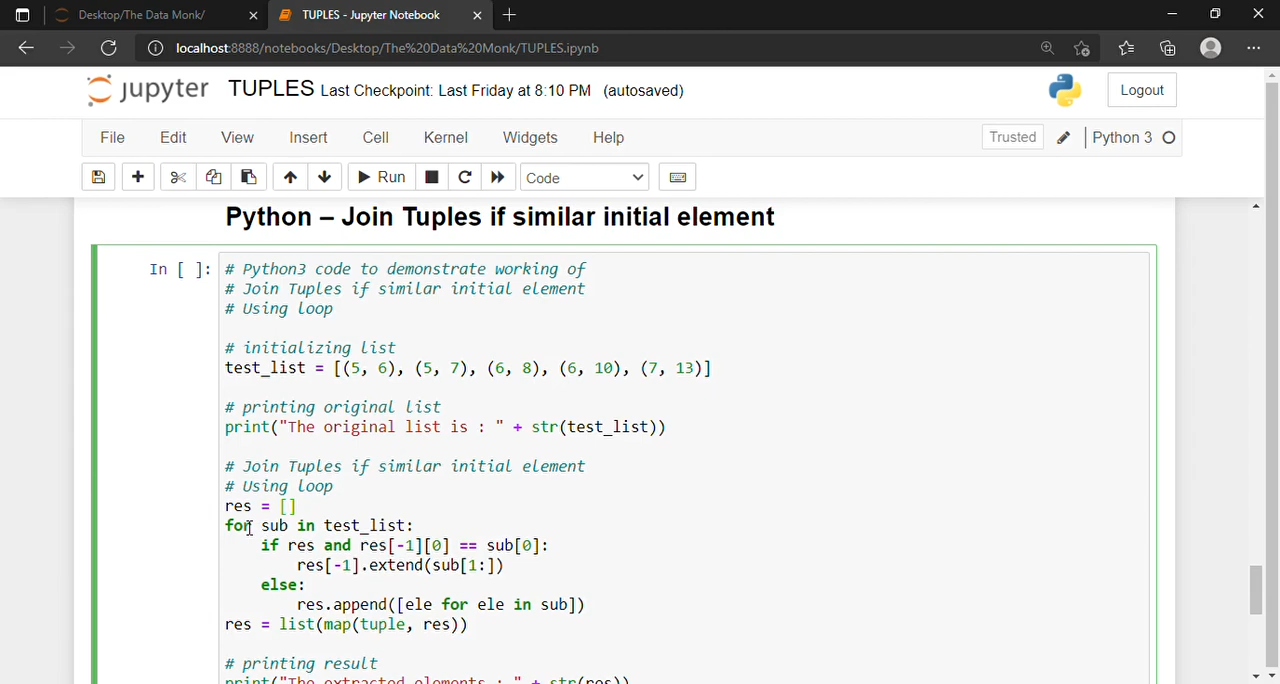 Desktop/The Data Monk/
TUPLES - Jupyter Notebook
localhost:8888/notebooks/Desktop/The%20Data%20Monk/TUPLES.ipynb
jupyter TUPLES Last Checkpoint: Last Friday at 8:10 PM (autosaved)
Logout
File Edit View Insert Cell Kernel Widgets Help
Trusted Python 3
Run Code
Python – Join Tuples if similar initial element
In [ ]: # Python3 code to demonstrate working of
# Join Tuples if similar initial element
# Using loop
# initializing list
test_list = [(5, 6), (5, 7), (6, 8), (6, 10), (7, 13)]
# printing original list
print("The original list is : " + str(test_list))
# Join Tuples if similar initial element
# Using loop
res = []
for sub in test_list:
if res and res[-1][0] == sub[0]:
res[-1].extend(sub[1:])
else:
res.append([ele for ele in sub])
res = list(map(tuple, res))
# printing result
print("The extracted elements : " + str(res))